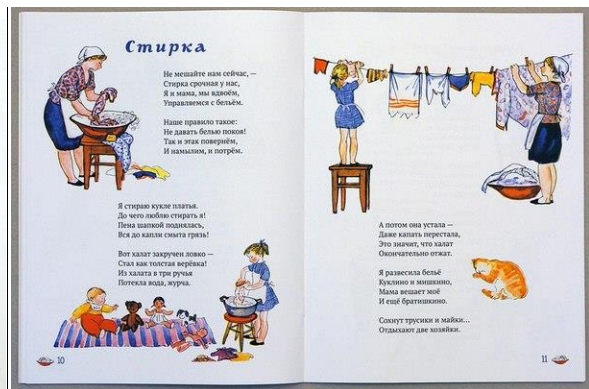 Стирка
Не мешайте нам сейчас, —
Стирка срочная у нас,
Я и мама, мы вдвоём,
Управляемся с бельём.
Наше правило такое:
Не давать белью покоя!
Так и этак повернём,
И намылим, и потрём.
Я стираю кукле платья.
До чего люблю стирать я!
Пена шапкой поднялась,
Вся до капли смыта грязь!
Вот халат закручен ловко —
Стал как толстая верёвка!
Из халата в три ручья
Потекла вода, журча.
10
А потом она устала —
Даже капать перестала,
Это значит, что халат
Окончательно отжат.
Я развесила бельё
Куклино и мишкино,
Мама вешает моё
И ещё братишкино.
Сохнут трусики и майки...
Отдыхают две хозяйки.
11